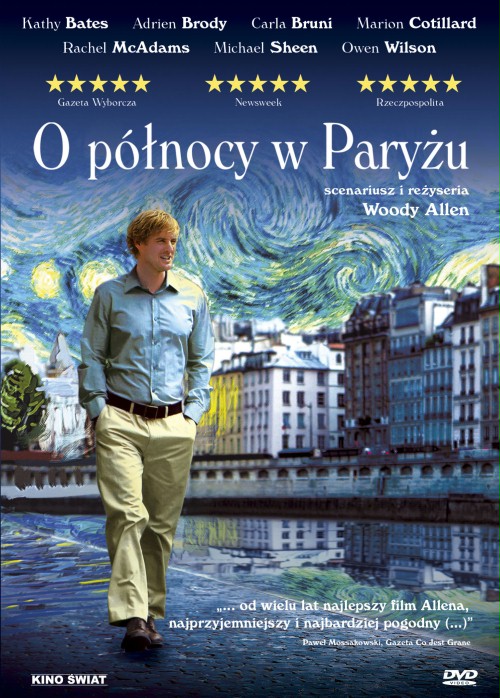 Kathy Bates Adrien Brody Carla Bruni Marion Cotillard
Rachel McAdams Michael Sheen Owen Wilson
Gazeta Wyborcza Newsweek Rzeczpospolita
O północy w Paryżu
scenariusz i reżyseria
Woody Allen
„... od wielu lat najlepszy film Allena,
najprzyjemniejszy i najbardziej pogodny (...)”
Paweł Mossakowski, Gazeta Co Jest Grane
KINO ŚWIAT DVD
VIDEO